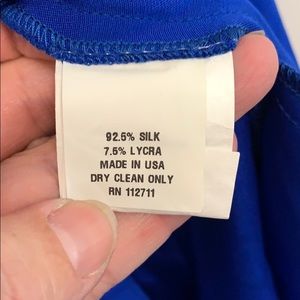 92.5% SILK
7.5% LYCRA
MADE IN USA
DRY CLEAN ONLY
RN 112711